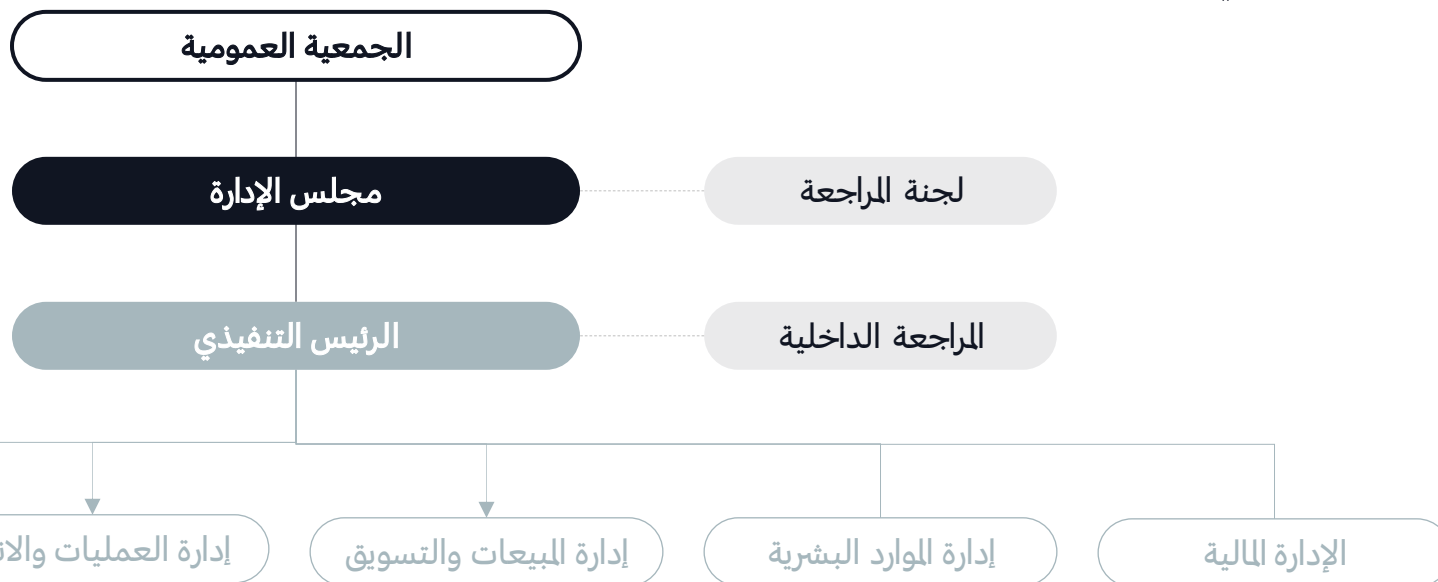 الجمعية العمومية
مجلس الإدارة
لجنة المراجعة
الرئيس التنفيذي
المراجعة الداخلية
الإدارة المالية
إدارة الموارد البشرية
إدارة المبيعات والتسويق
إدارة العمليات